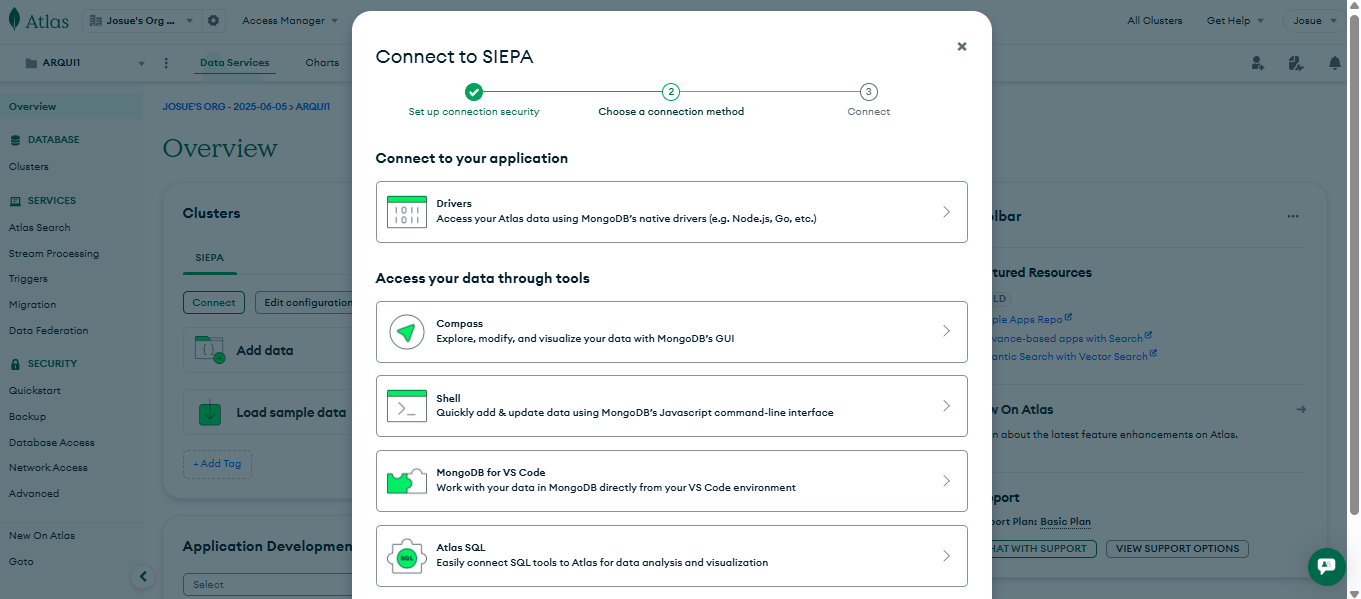 Atlas
Josue's Org ...
Access Manager
All Clusters
Get Help
Josue
ARQUI1
Data Services
Charts
Overview
DATABASE
Clusters
SERVICES
Atlas Search
Stream Processing
Triggers
Migration
Data Federation
SECURITY
Quickstart
Backup
Database Access
Network Access
Advanced
New On Atlas
Goto
JOSUE'S ORG - 2025-06-05 > ARQUI1
Overview
Clusters
SIEPA
Connect
Edit configuration
Add data
Load sample data
+ Add Tag
Application Developmen
Select
Connect to SIEPA
2
3
Set up connection security
Choose a connection method
Connect
Connect to your application
1011
1011
Drivers
Access your Atlas data using MongoDB's native drivers (e.g. Node.js, Go, etc.)
Access your data through tools
Compass
Explore, modify, and visualize your data with MongoDB's GUI
Shell
Quickly add & update data using MongoDB's Javascript command-line interface
MongoDB for VS Code
Work with your data in MongoDB directly from your VS Code environment
SQL
Atlas SQL
Easily connect SQL tools to Atlas for data analysis and visualization
olbar
tured Resources
LD
ple Apps Repo
vance-based apps with Search
antic Search with Vector Search
w On Atlas
n about the latest feature enhancements on Atlas.
port
port Plan: Basic Plan
HAT WITH SUPPORT
VIEW SUPPORT OPTIONS